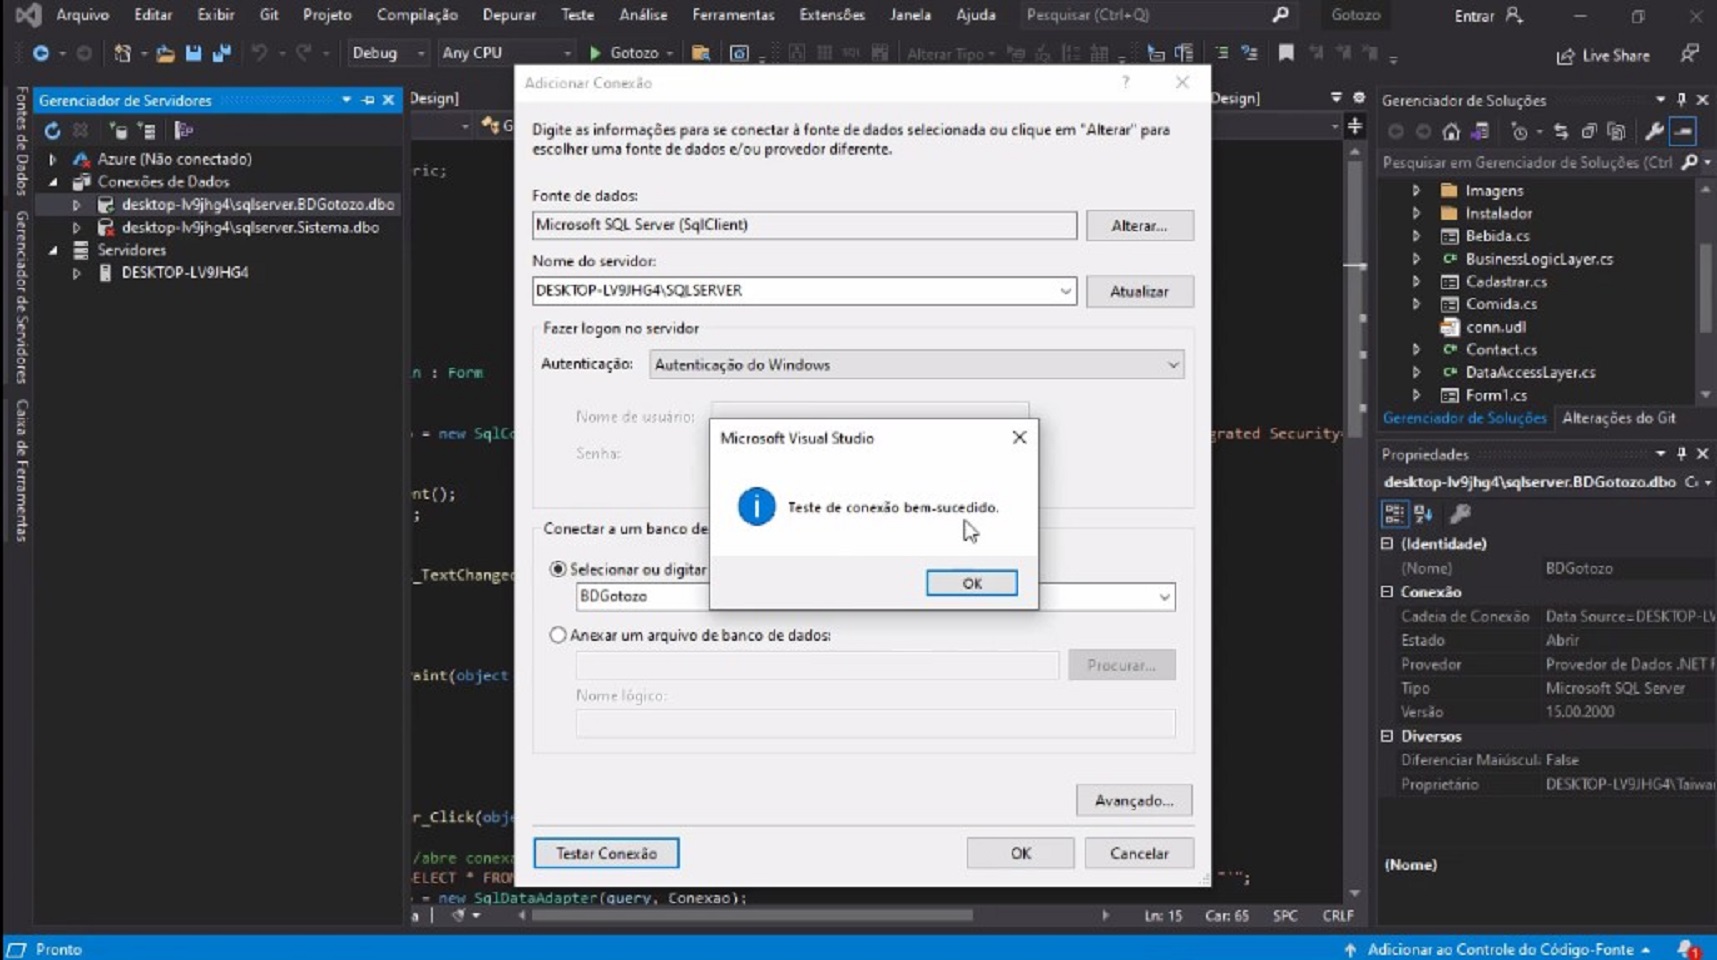 Arquivo Editar Exibir Git Projeto Compilação Depurar Teste Análise Ferramentas Extensões Janela Ajuda Pesquisar (Ctrl+Q) Gotozo Entrar
Debug Any CPU Gotozo Alterar Tipo Live Share
Fontes de Dados
Gerenciador de Servidores
Caixa de Ferramentas
Gerenciador de Servidores
Azure (Não conectado)
Conexões de Dados
desktop-lv9jhg4\sqlserver.BDGotozo.dbo
desktop-lv9jhg4\sqlserver.Sistema.dbo
Servidores
DESKTOP-LV9JHG4
Design]
Design]
G
ric;
: Form
= new SqlCo
grated Security=
nt();
;
_TextChanged
aint(object
r_Click(obje
/abre conexa
ELECT * FROM
"'";
= new SqlDataAdapter(query, Conexao);
Ln: 15 Car: 65 SPC CRLF
Adicionar Conexão
?
Digite as informações para se conectar à fonte de dados selecionada ou clique em "Alterar" para
escolher uma fonte de dados e/ou provedor diferente.
Fonte de dados:
Microsoft SQL Server (SqlClient) Alterar...
Nome do servidor:
DESKTOP-LV9JHG4\SQLSERVER Atualizar
Fazer logon no servidor
Autenticação: Autenticação do Windows
Nome de usuário:
Senha:
Conectar a um banco de
Selecionar ou digitar
BDGotozo
Anexar um arquivo de banco de dados:
Procurar...
Nome lógico:
Avançado...
Testar Conexão OK Cancelar
Microsoft Visual Studio
Teste de conexão bem-sucedido.
OK
Gerenciador de Soluções
Pesquisar em Gerenciador de Soluções (Ctrl
Imagens
Instalador
Bebida.cs
BusinessLogicLayer.cs
Cadastrar.cs
Comida.cs
conn.udl
Contact.cs
DataAccessLayer.cs
Form1.cs
Gerenciador de Soluções Alterações do Git
Propriedades
desktop-lv9jhg4\sqlserver.BDGotozo.dbo C
(Identidade)
(Nome) BDGotozo
Conexão
Cadeia de Conexão Data Source=DESKTOP-LV
Estado Abrir
Provedor Provedor de Dados .NET F
Tipo Microsoft SQL Server
Versão 15.00.2000
Diversos
Diferenciar Maiúscul: False
Proprietário DESKTOP-LV9JHG4\Taiwa
(Nome)
Pronto Adicionar ao Controle do Código-Fonte 1